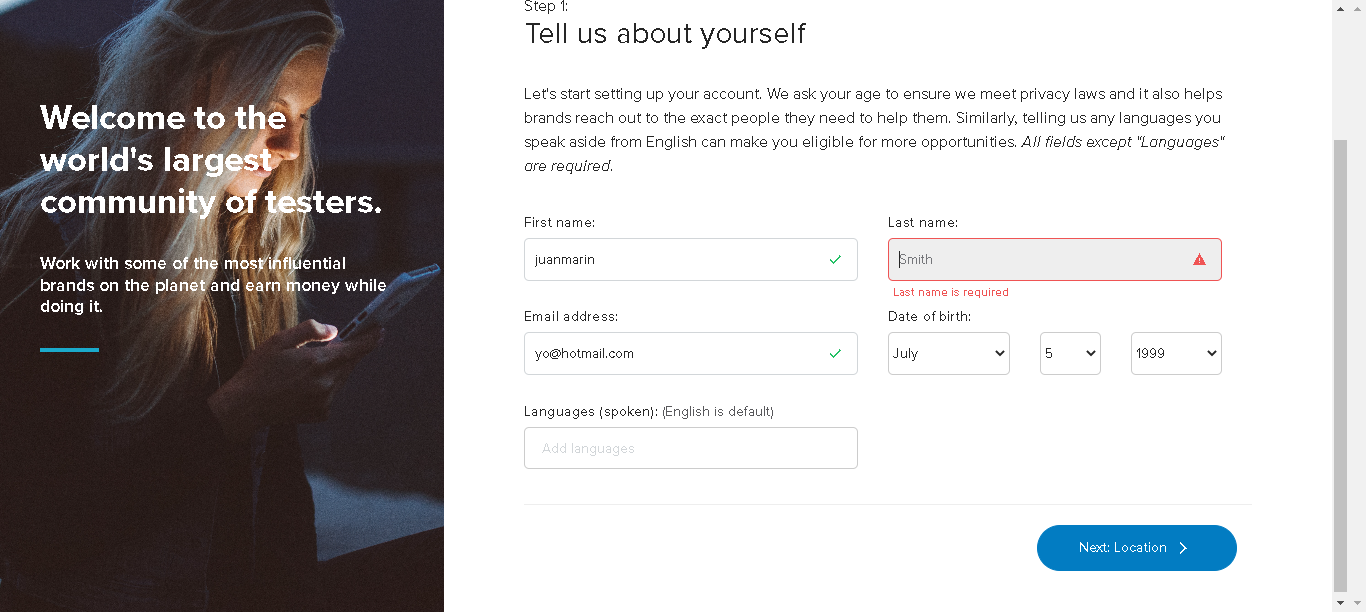 Welcome to the
world's largest
community of testers.
Work with some of the most influential
brands on the planet and earn money while
doing it.
Step 1:
Tell us about yourself
Let's start setting up your account. We ask your age to ensure we meet privacy laws and it also helps
brands reach out to the exact people they need to help them. Similarly, telling us any languages you
speak aside from English can make you eligible for more opportunities. All fields except "Languages"
are required.
First name:
Last name:
juanmarin
Smith
Last name is required
Email address:
Date of birth:
yo@hotmail.com
July
5
1999
Languages (spoken): (English is default)
Add languages
Next: Location